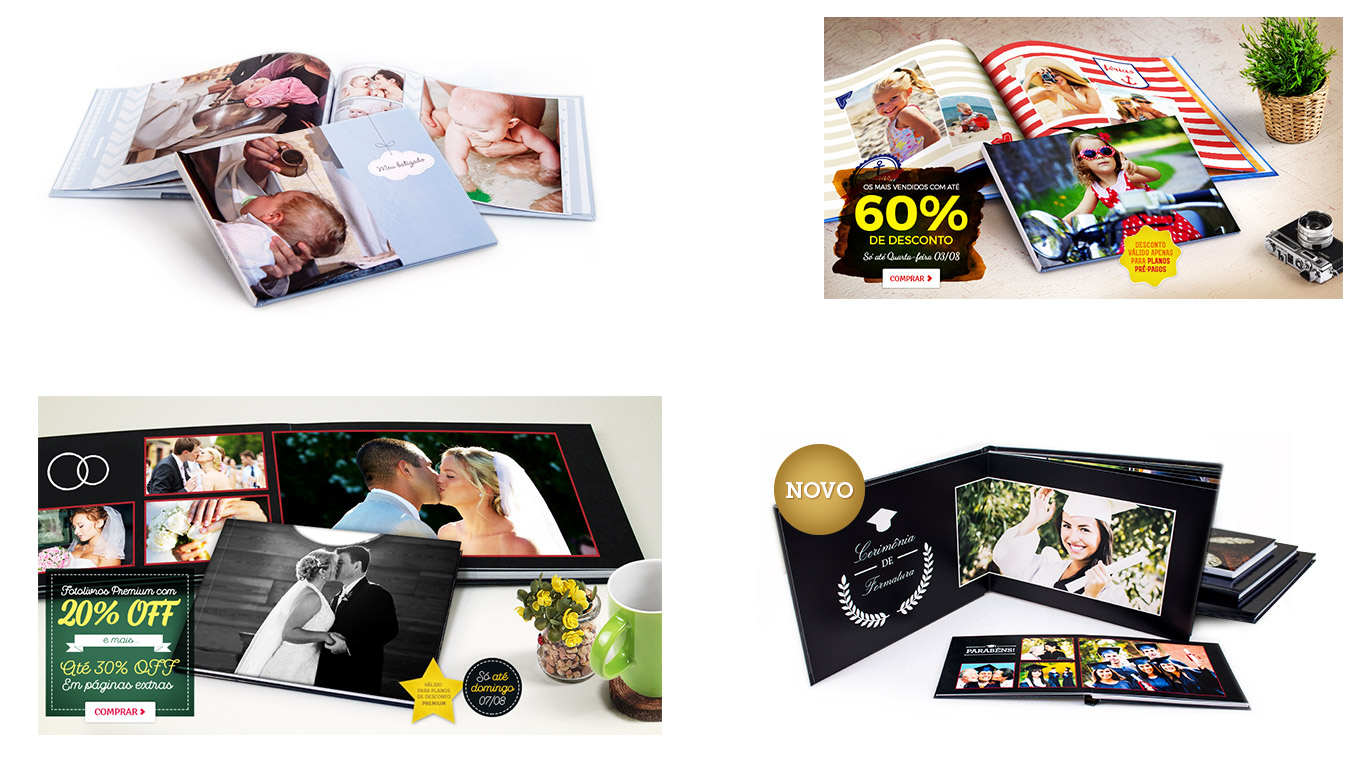 Meu batizado
férias
OS MAIS VENDIDOS COM ATÉ
60%
DE DESCONTO
Só até Quarta-feira 03/08
COMPRAR
DESCONTO
VÁLIDO APENAS
PARA PLANOS
PRÉ-PAGOS
Fotolivros Premium com
20% OFF
e mais...
Até 30% OFF
Em páginas extras
COMPRAR
VÁLIDO
PARA PLANOS
DE DESCONTO
PREMIUM
Só até
domingo
07/08
NOVO
Cerimônia
DE
Formatura
PARABÉNS!